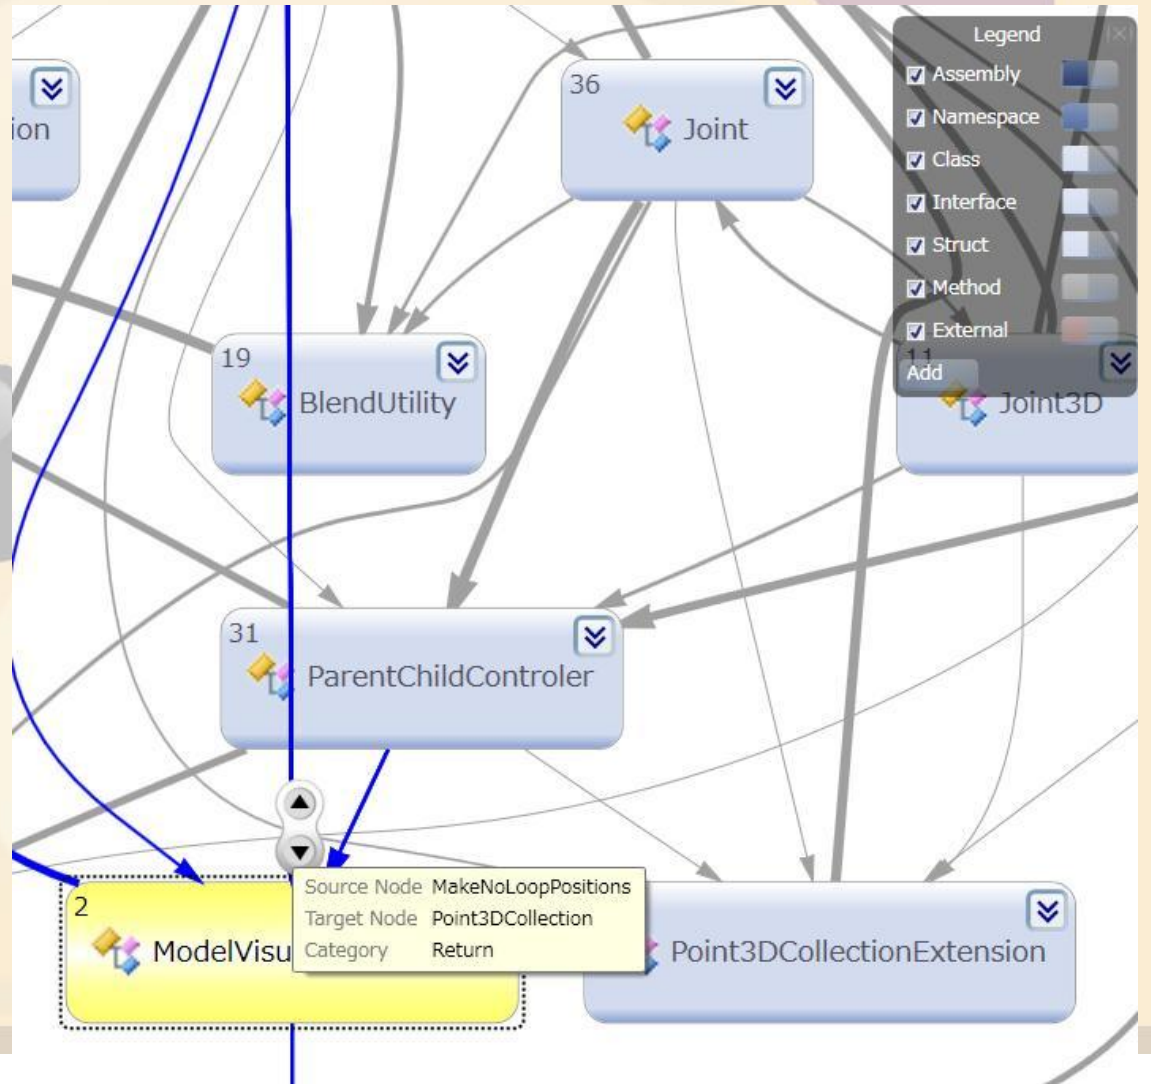 Legend
Assembly
Namespace
Class
Interface
Struct
Method
External
Add
ion
36
Joint
19
BlendUtility
11
Joint3D
31
ParentChildControler
2
ModelVisu
Source Node MakeNoLoopPositions
Target Node Point3DCollection
Category Return
Point3DCollectionExtension